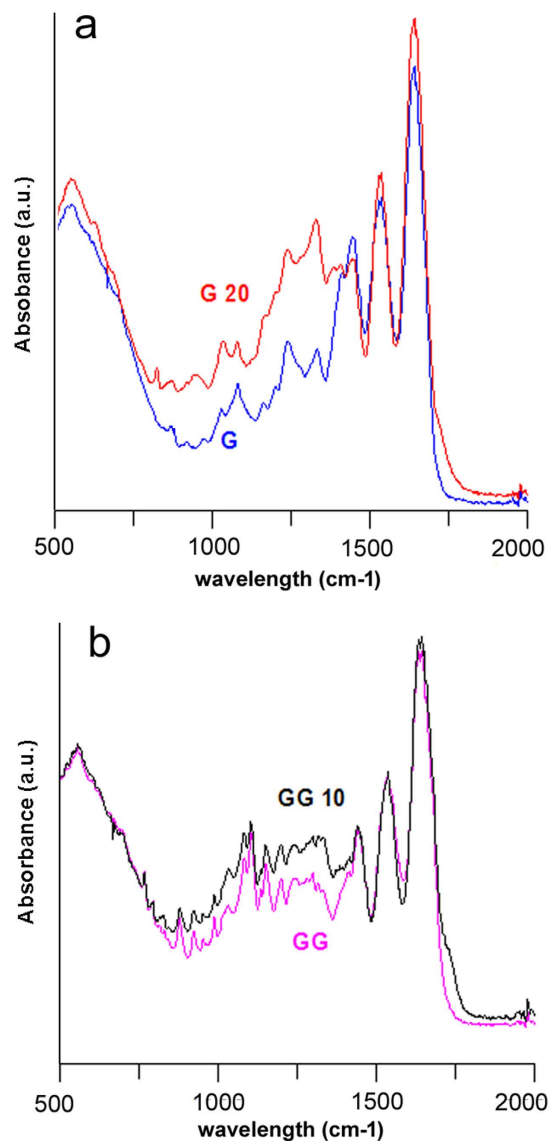 a
Absobance (a.u.)
G 20
G
500 1000 1500 2000
wavelength (cm-1)
b
Absorbance (a.u.)
GG 10
GG
500 1000 1500 2000
wavelength (cm-1)